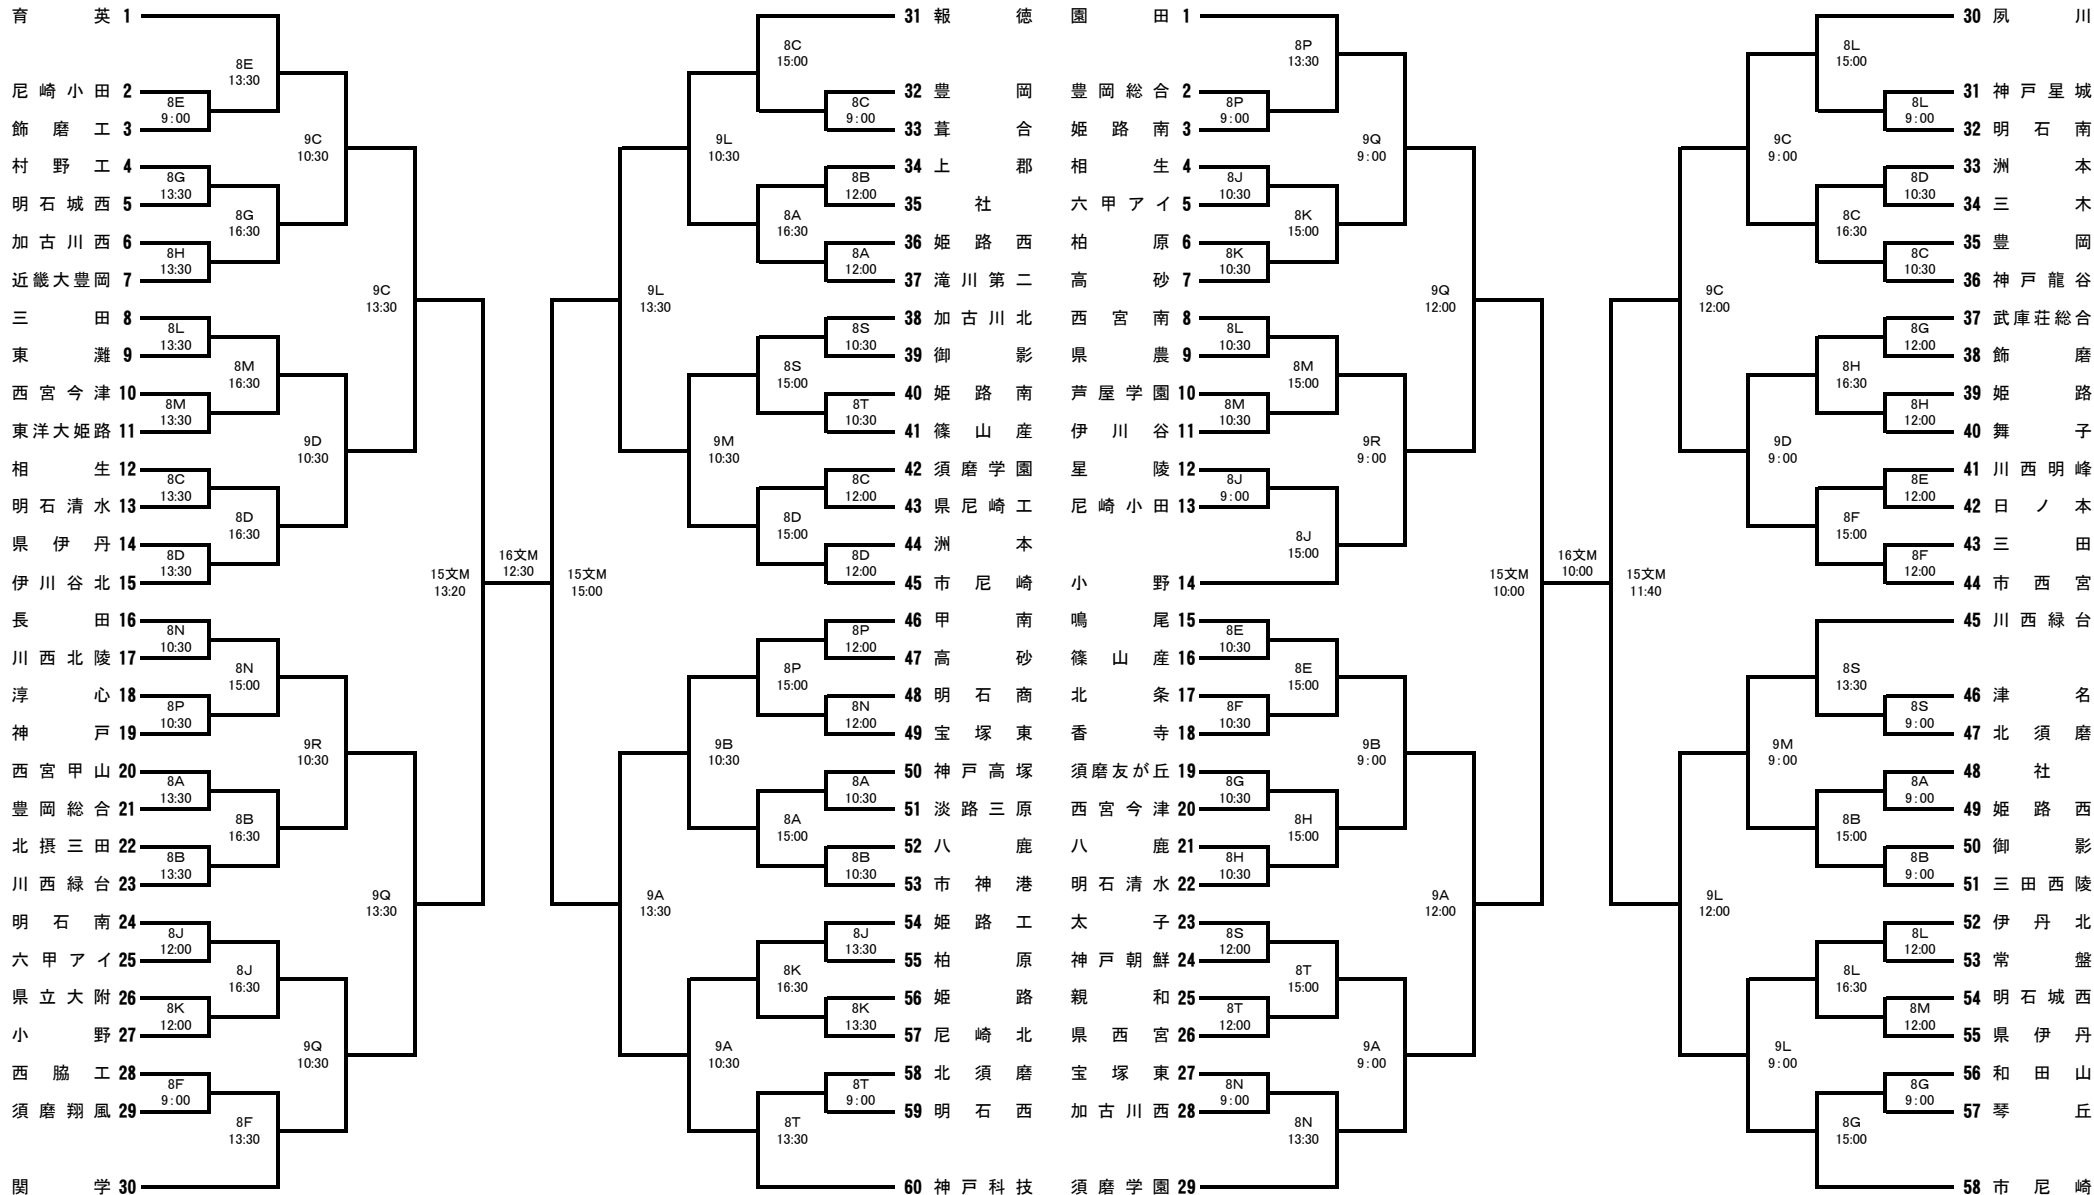 育英 1
8E
13:30
尼崎小田 2
8E
9:00
飾磨工 3
9C
10:30
村野工 4
8G
13:30
明石城西 5
8G
16:30
加古川西 6
8H
13:30
近畿大豊岡 7
9C
13:30
三田 8
8L
13:30
東灘 9
8M
16:30
西宮今津 10
8M
13:30
東洋大姫路 11
9D
10:30
相生 12
8C
13:30
明石清水 13
8D
16:30
県伊丹 14
8D
13:30
伊川谷北 15
15文M
13:20
長田 16
8N
10:30
川西北陵 17
8N
15:00
淳心 18
8P
10:30
神戸 19
9R
10:30
西宮甲山 20
8A
13:30
豊岡総合 21
8B
16:30
北摂三田 22
8B
13:30
川西緑台 23
9Q
13:30
明石南 24
8J
12:00
六甲アイ 25
8J
16:30
県立大附 26
8K
12:00
小野 27
9Q
10:30
西脇工 28
8F
9:00
須磨翔風 29
8F
13:30
関学 30
16文M
12:30
31 報徳
8C
15:00
32 豊岡
8C
9:00
33 葺合
9L
10:30
34 上郡
8B
12:00
35 社
8A
16:30
36 姫路西
8A
12:00
37 滝川第二
9L
13:30
38 加古川北
8S
10:30
39 御影
8S
15:00
40 姫路南
8T
10:30
41 篠山産
9M
10:30
42 須磨学園
8C
12:00
43 県尼崎工
8D
15:00
44 洲本
8D
12:00
45 市尼崎
15文M
15:00
46 甲南
8P
12:00
47 高砂
8P
15:00
48 明石商
8N
12:00
49 宝塚東
9B
10:30
50 神戸高塚
8A
10:30
51 淡路三原
8A
15:00
52 八鹿
8B
10:30
53 市神港
9A
13:30
54 姫路工
8J
13:30
55 柏原
8K
16:30
56 姫路
8K
13:30
57 尼崎北
9A
10:30
58 北須磨
8T
9:00
59 明石西
8T
13:30
60 神戸科技
園田 1
8P
13:30
豊岡総合 2
8P
9:00
姫路南 3
9Q
9:00
相生 4
8J
10:30
六甲アイ 5
8K
15:00
柏原 6
8K
10:30
高砂 7
9Q
12:00
西宮南 8
8L
10:30
県農 9
8M
15:00
芦屋学園 10
8M
10:30
伊川谷 11
9R
9:00
星陵 12
8J
9:00
尼崎小田 13
8J
15:00
小野 14
15文M
10:00
鳴尾 15
8E
10:30
篠山産 16
8E
15:00
北条 17
8F
10:30
香寺 18
9B
9:00
須磨友が丘 19
8G
10:30
西宮今津 20
8H
15:00
八鹿 21
8H
10:30
明石清水 22
9A
12:00
太子 23
8S
12:00
神戸朝鮮 24
8T
15:00
親和 25
8T
12:00
県西宮 26
9A
9:00
宝塚東 27
8N
9:00
加古川西 28
8N
13:30
須磨学園 29
16文M
10:00
30 夙川
8L
15:00
31 神戸星城
8L
9:00
32 明石南
9C
9:00
33 洲本
8D
10:30
34 三木
8C
16:30
35 豊岡
8C
10:30
36 神戸龍谷
9C
12:00
37 武庫荘総合
8G
12:00
38 飾磨
8H
16:30
39 姫路
8H
12:00
40 舞子
9D
9:00
41 川西明峰
8E
12:00
42 日ノ本
8F
15:00
43 三田
8F
12:00
44 市西宮
15文M
11:40
45 川西緑台
8S
13:30
46 津名
8S
9:00
47 北須磨
9M
9:00
48 社
8A
9:00
49 姫路西
8B
15:00
50 御影
8B
9:00
51 三田西陵
9L
12:00
52 伊丹北
8L
12:00
53 常盤
8L
16:30
54 明石城西
8M
12:00
55 県伊丹
9L
9:00
56 和田山
8G
9:00
57 琴丘
8G
15:00
58 市尼崎